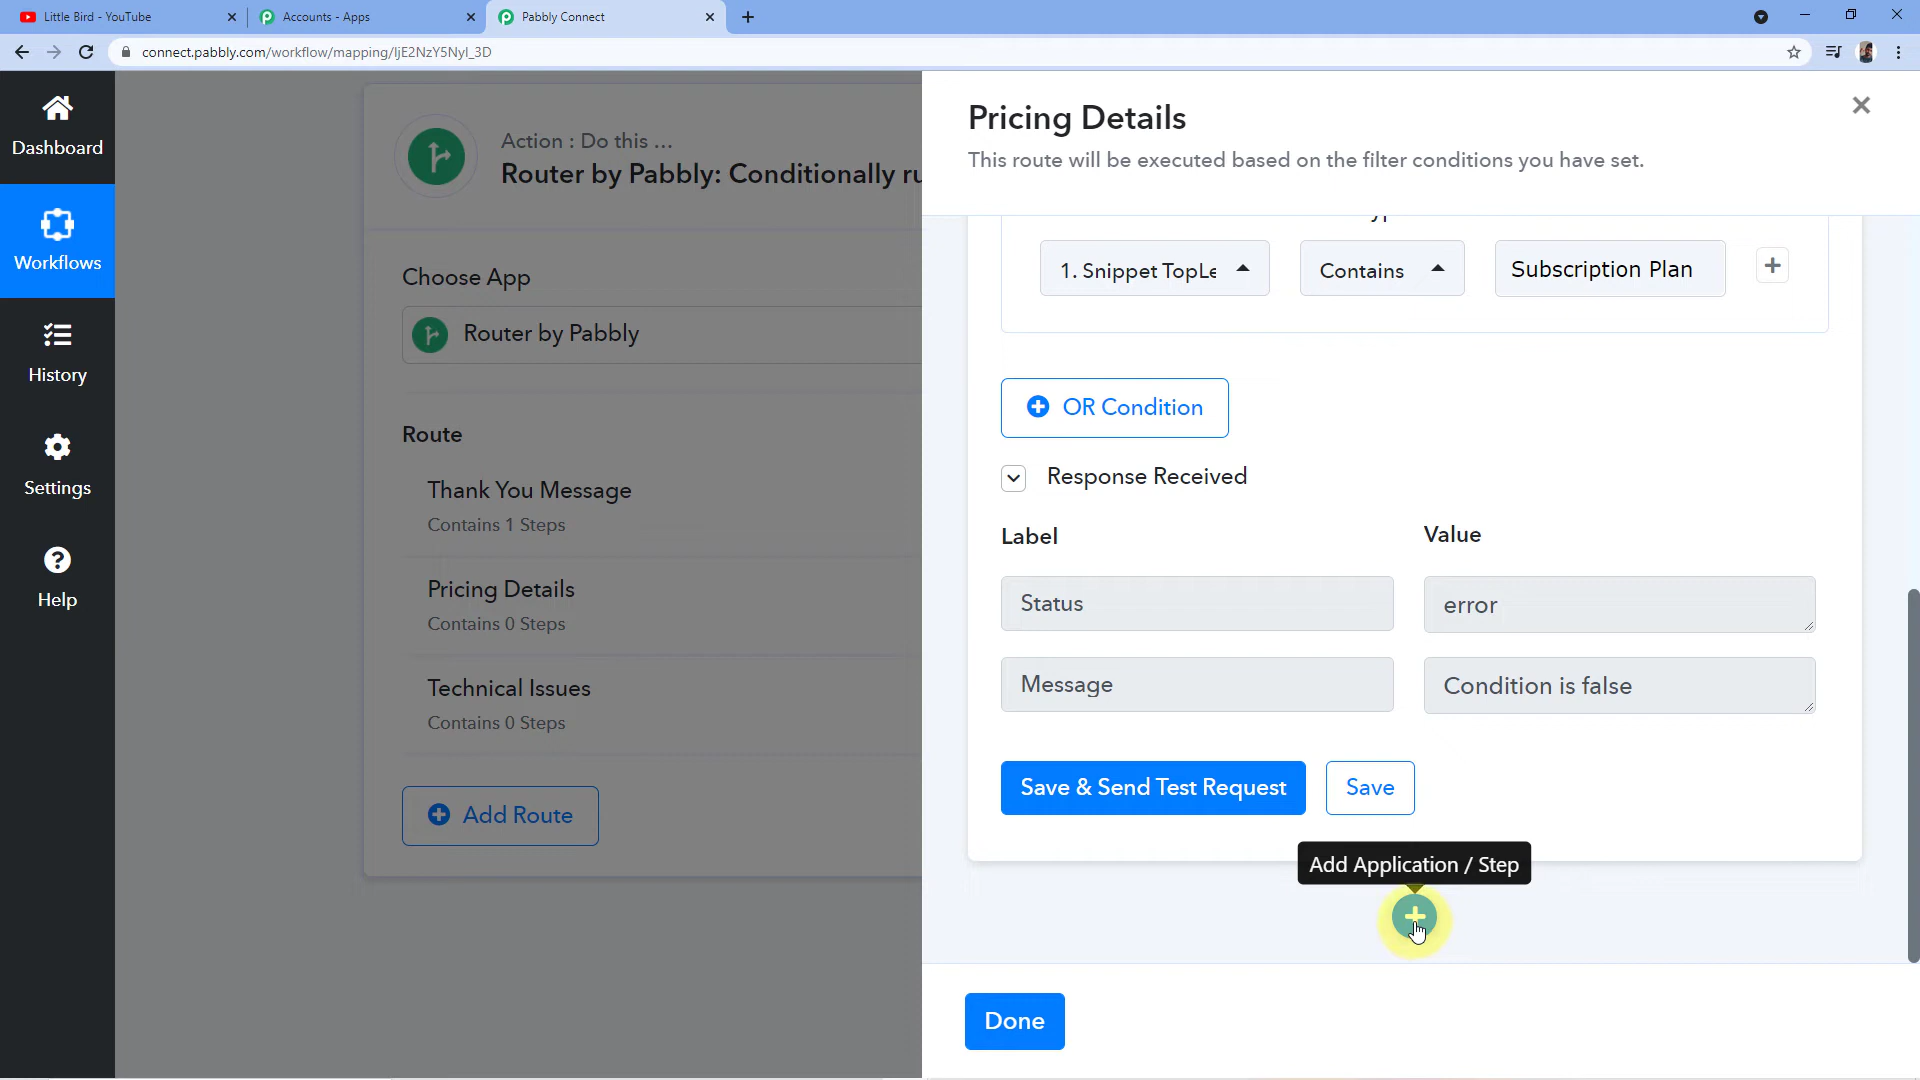 Little Bird - YouTube
Accounts - Apps
Pabbly Connect
connect.pabbly.com/workflow/mapping/IjE2NzY5NyI_3D
Dashboard
Workflows
History
Settings
Help
Action : Do this ...
Router by Pabbly: Conditionally ru
Choose App
Router by Pabbly
Route
Thank You Message
Contains 1 Steps
Pricing Details
Contains 0 Steps
Technical Issues
Contains 0 Steps
Add Route
Pricing Details
This route will be executed based on the filter conditions you have set.
1. Snippet TopLe
Contains
Subscription Plan
OR Condition
Response Received
Label
Value
Status
error
Message
Condition is false
Save & Send Test Request
Save
Add Application / Step
Done